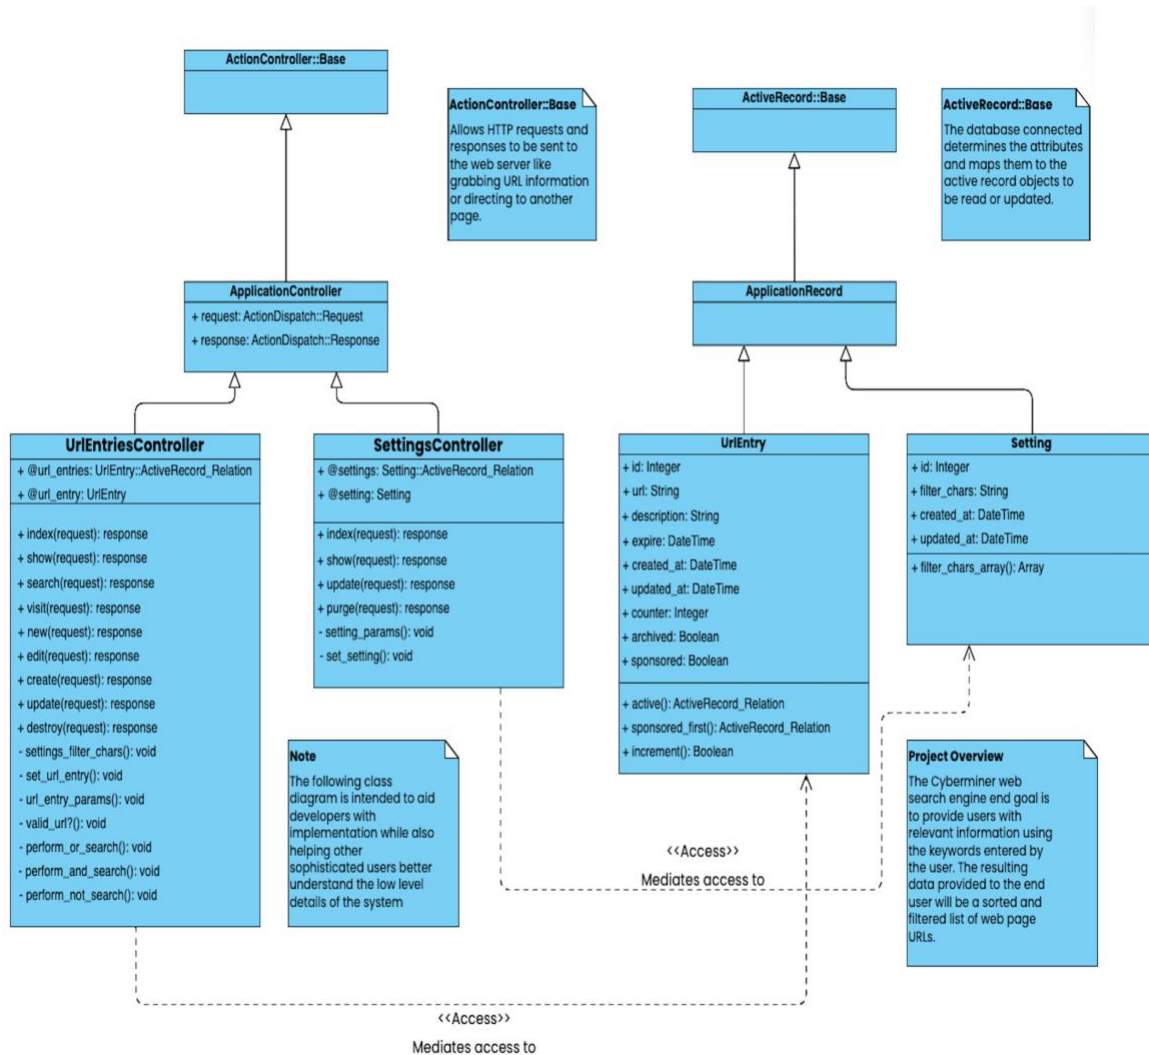 ActionController::Base
ActionController::Base
Allows HTTP requests and
responses to be sent to
the web server like
grabbing URL information
or directing to another
page.
ActiveRecord::Base
ActiveRecord::Base
The database connected
determines the attributes
and maps them to the
active record objects to
be read or updated.
ApplicationController
+ request: ActionDispatch::Request
+ response: ActionDispatch::Response
ApplicationRecord
UrlEntriesController
+ @url_entries: UrlEntry::ActiveRecord_Relation
+ @url_entry: UrlEntry
+ index(request): response
+ show(request): response
+ search(request): response
+ visit(request): response
+ new(request): response
+ edit(request): response
+ create(request): response
+ update(request): response
+ destroy(request): response
- settings_filter_chars(): void
- set_url_entry(): void
- url_entry_params(): void
- valid_url?(): void
- perform_or_search(): void
- perform_and_search(): void
- perform_not_search(): void
SettingsController
+ @settings: Setting::ActiveRecord_Relation
+ @setting: Setting
+ index(request): response
+ show(request): response
+ update(request): response
+ purge(request): response
- setting_params(): void
- set_setting(): void
UrlEntry
+ id: Integer
+ url: String
+ description: String
+ expire: DateTime
+ created_at: DateTime
+ updated_at: DateTime
+ counter: Integer
+ archived: Boolean
+ sponsored: Boolean
+ active(): ActiveRecord_Relation
+ sponsored_first(): ActiveRecord_Relation
+ increment(): Boolean
Setting
+ id: Integer
+ filter_chars: String
+ created_at: DateTime
+ updated_at: DateTime
+ filter_chars_array(): Array
Note
The following class
diagram is intended to aid
developers with
implementation while also
helping other
sophisticated users better
understand the low level
details of the system
<<Access>>
Mediates access to
Project Overview
The Cyberminer web
search engine end goal is
to provide users with
relevant information using
the keywords entered by
the user. The resulting
data provided to the end
user will be a sorted and
filtered list of web page
URLs.
<<Access>>
Mediates access to